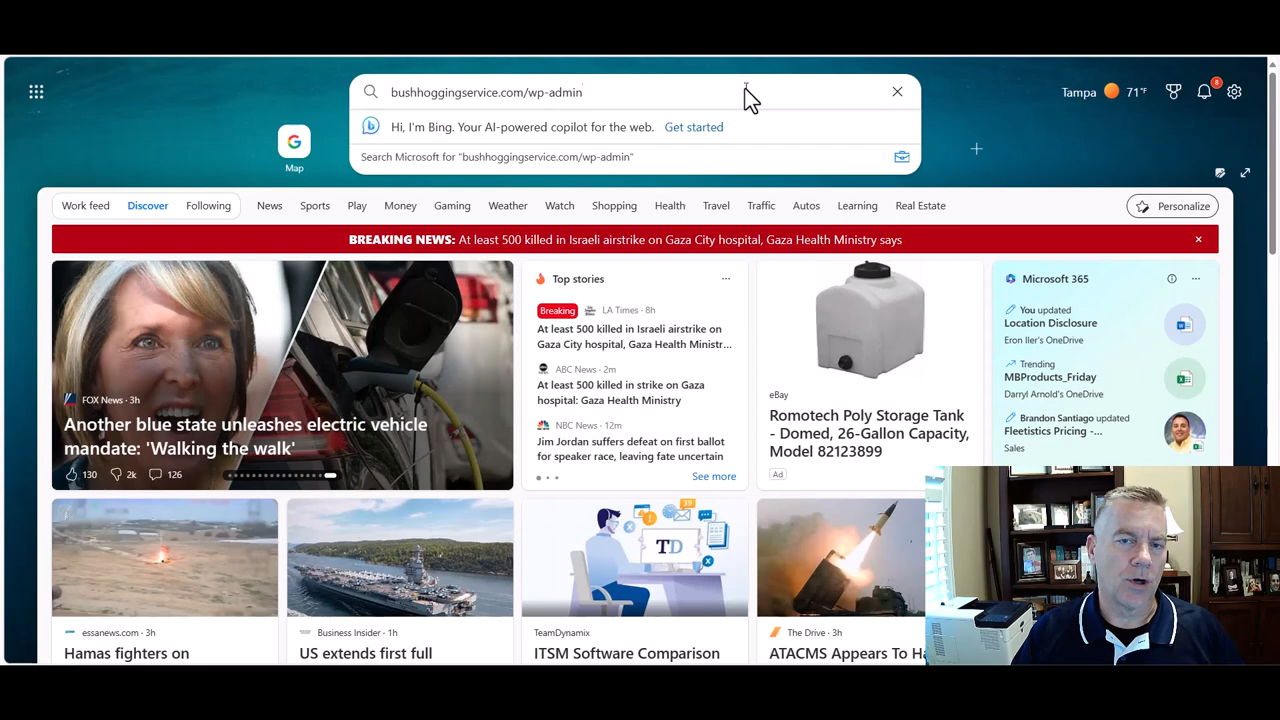 bushhoggingservice.com/wp-admin
Tampa 71°F
8
Hi, I'm Bing. Your AI-powered copilot for the web. Get started
Search Microsoft for "bushhoggingservice.com/wp-admin"
G
Map
Work feed Discover Following News Sports Play Money Gaming Weather Watch Shopping Health Travel Traffic Autos Learning Real Estate Personalize
BREAKING NEWS: At least 500 killed in Israeli airstrike on Gaza City hospital, Gaza Health Ministry says
FOX News · 3h
Another blue state unleashes electric vehicle
mandate: 'Walking the walk'
130 2k 126
Top stories
Breaking LA Times · 8h
At least 500 killed in Israeli airstrike on
Gaza City hospital, Gaza Health Ministr...
ABC News · 2m
At least 500 killed in strike on Gaza
hospital: Gaza Health Ministry
NBC News · 12m
Jim Jordan suffers defeat on first ballot
for speaker race, leaving fate uncertain
See more
eBay
Romotech Poly Storage Tank
- Domed, 26-Gallon Capacity,
Model 82123899
Ad
Microsoft 365
You updated
Location Disclosure
Eron Iler's OneDrive
Trending
MBProducts_Friday
Darryl Arnold's OneDrive
Brandon Santiago updated
Fleetistics Pricing -...
Sales
essanews.com · 3h
Hamas fighters on
Business Insider · 1h
US extends first full
39
TD
TeamDynamix
ITSM Software Comparison
The Drive · 3h
ATACMS Appears To Ha